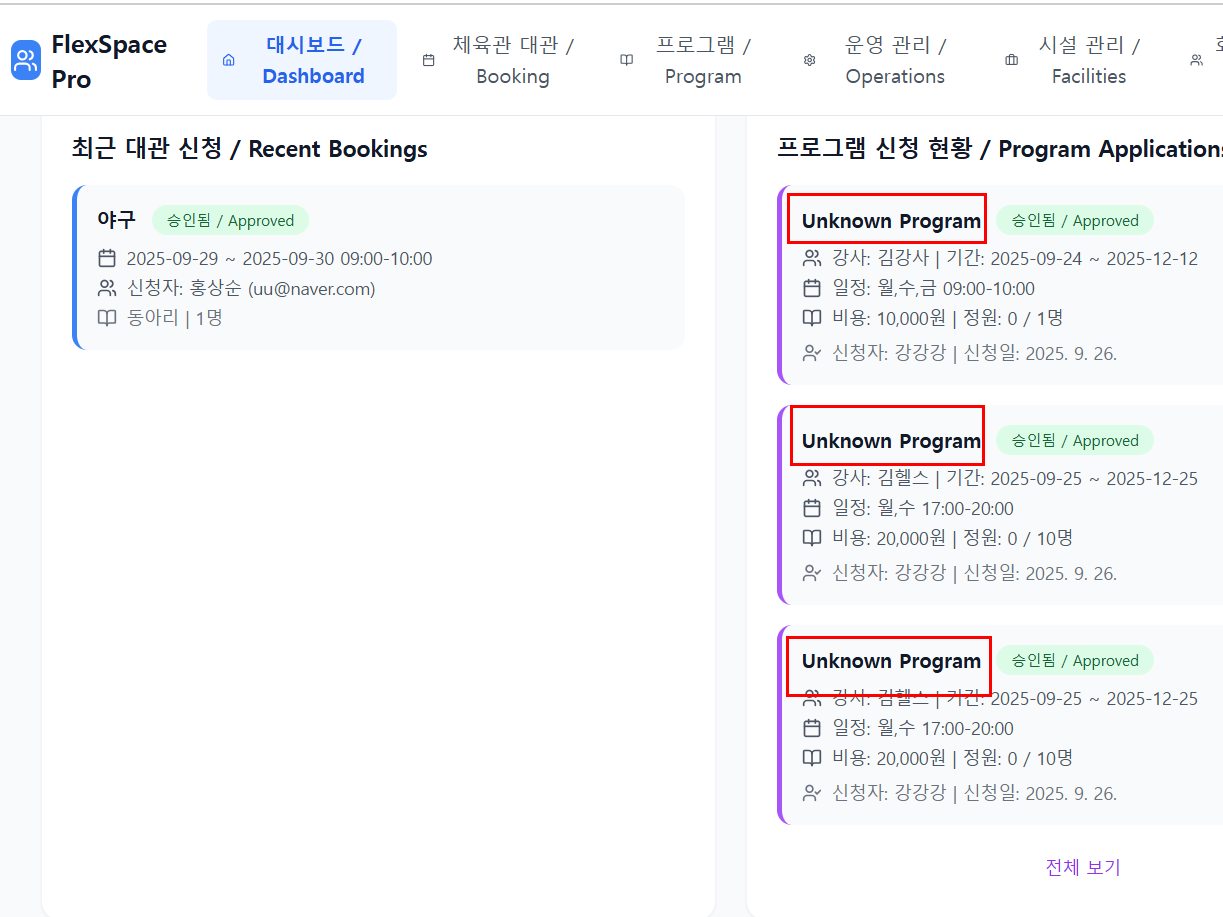 FlexSpace
Pro
대시보드 /
Dashboard
체육관 대관 /
Booking
프로그램 /
Program
운영 관리 /
Operations
시설 관리 /
Facilities
최근 대관 신청 / Recent Bookings
야구 승인됨 / Approved
2025-09-29 ~ 2025-09-30 09:00-10:00
신청자: 홍상순 (uu@naver.com)
동아리 | 1명
프로그램 신청 현황 / Program Applications
Unknown Program 승인됨 / Approved
강사: 김강사 | 기간: 2025-09-24 ~ 2025-12-12
일정: 월,수,금 09:00-10:00
비용: 10,000원 | 정원: 0 / 1명
신청자: 강강강 | 신청일: 2025. 9. 26.
Unknown Program 승인됨 / Approved
강사: 김헬스 | 기간: 2025-09-25 ~ 2025-12-25
일정: 월,수 17:00-20:00
비용: 20,000원 | 정원: 0 / 10명
신청자: 강강강 | 신청일: 2025. 9. 26.
Unknown Program 승인됨 / Approved
강사: 김헬스 | 기간: 2025-09-25 ~ 2025-12-25
일정: 월,수 17:00-20:00
비용: 20,000원 | 정원: 0 / 10명
신청자: 강강강 | 신청일: 2025. 9. 26.
전체 보기